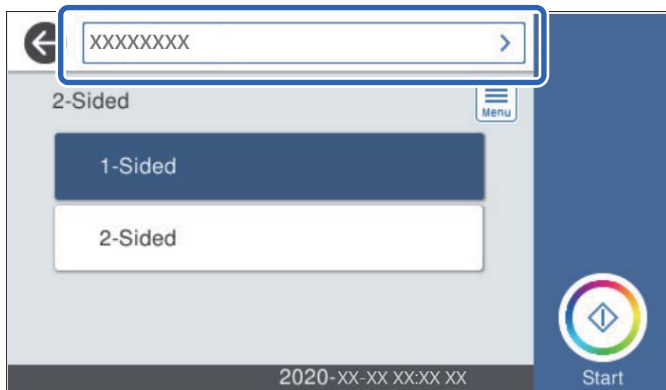 XXXXXXXX
2-Sided
Menu
1-Sided
2-Sided
2020-XX-XX XX:XX XX
Start